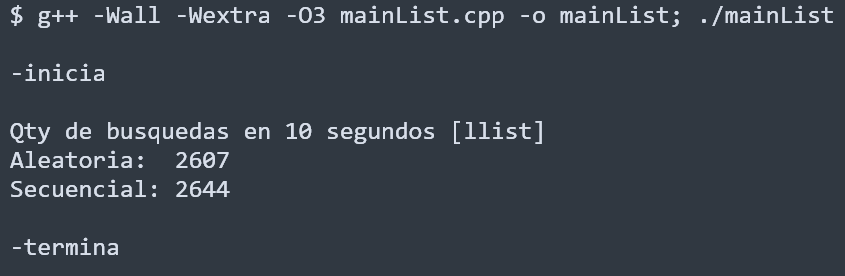 $ g++ -Wall -Wextra -O3 mainList.cpp -o mainList; ./mainList
-inicia
Qty de busquedas en 10 segundos [llist]
Aleatoria:  2607
Secuencial: 2644
-termina